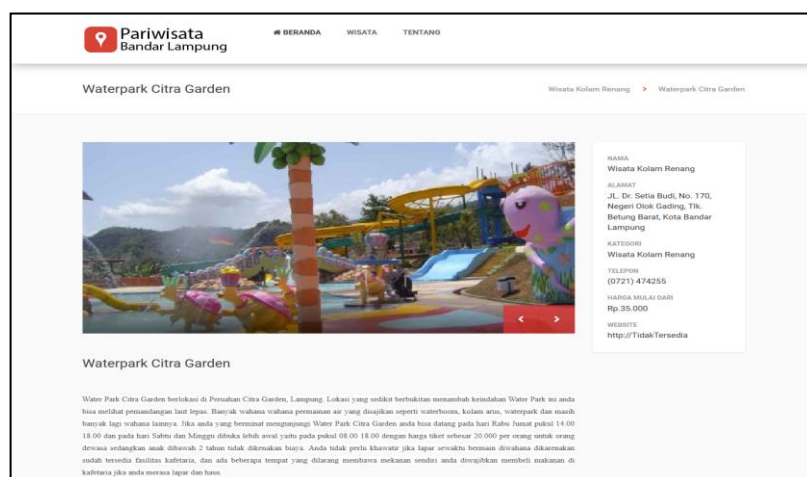 Pariwisata
Bandar Lampung
BERANDA WISATA TENTANG
Waterpark Citra Garden
Wisata Kolam Renang > Waterpark Citra Garden
NAMA
Wisata Kolam Renang
ALAMAT
JL. Dr. Setia Budi, No. 170,
Negeri Olok Gading, Tlk.
Betung Barat, Kota Bandar
Lampung
KATEGORI
Wisata Kolam Renang
TELEPON
(0721) 474255
HARGA MULAI DARI
Rp.35.000
WEBSITE
http://TidakTersedia
Waterpark Citra Garden
Water Park Citra Garden berlokasi di Perumahan Citra Garden, Lampung. Lokasi yang sedikit berbukitan menambah keindahan Water Park ini anda
bisa melihat pemandangan laut lepas. Banyak wahana wahana permainan air yang disajikan seperti waterboom, kolam arus, waterpark dan masih
banyak lagi wahana lainnya. Jika anda yang berminat mengunjungi Water Park Citra Garden anda bisa datang pada hari Rabu Jumat pukul 14.00
18.00 dan pada hari Sabtu dan Minggu dibuka lebih awal yaitu pada pukul 08.00 18.00 dengan harga tiket sebesar 20.000 per orang untuk orang
dewasa sedangkan anak dibawah 2 tahun tidak dikenakan biaya. Anda tidak perlu khawatir jika lapar sewaktu bermain diwahana dikarenakan
sudah tersedia fasilitas kafetaria, dan ada beberapa tempat yang dilarang membawa makanan sendiri anda diwajibkan membeli makanan di
kafetaria jika anda merasa lapar dan haus.